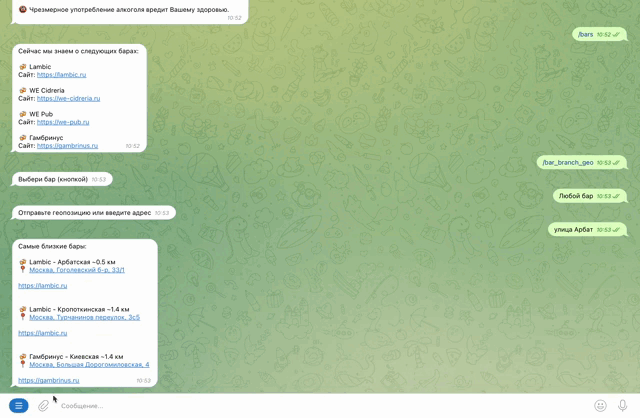 Чрезмерное употребление алкоголя вредит Вашему здоровью.
10:52
/bars 10:52
Сейчас мы знаем о следующих барах:
Lambic
Сайт: https://lambic.ru
WE Cidreria
Сайт: https://we-cidreria.ru
WE Pub
Сайт: https://we-pub.ru
Гамбринус
Сайт: https://gambrinus.ru 10:52
/bar_branch_geo 10:53
Выбери бар (кнопкой) 10:53
Любой бар 10:53
Отправьте геопозицию или введите адрес 10:53
улица Арбат 10:53
Самые близкие бары:
Lambic - Арбатская ~0.5 км
Москва, Гоголевский б-р, 33/1
https://lambic.ru
Lambic - Кропоткинская ~1.4 км
Москва, Турчанинов переулок, 3с5
https://lambic.ru
Гамбринус - Киевская ~1.4 км
Москва, Большая Дорогомиловская, 4
https://gambrinus.ru 10:52
Сообщение...